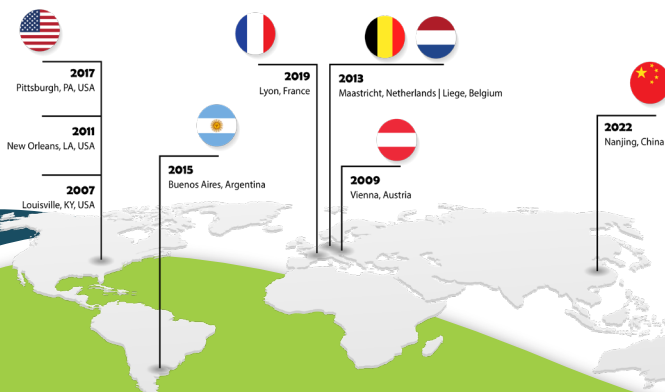 2017
Pittsburgh, PA, USA
2011
New Orleans, LA, USA
2007
Louisville, KY, USA
2015
Buenos Aires, Argentina
2019
Lyon, France
2013
Maastricht, Netherlands | Liege, Belgium
2009
Vienna, Austria
2022
Nanjing, China